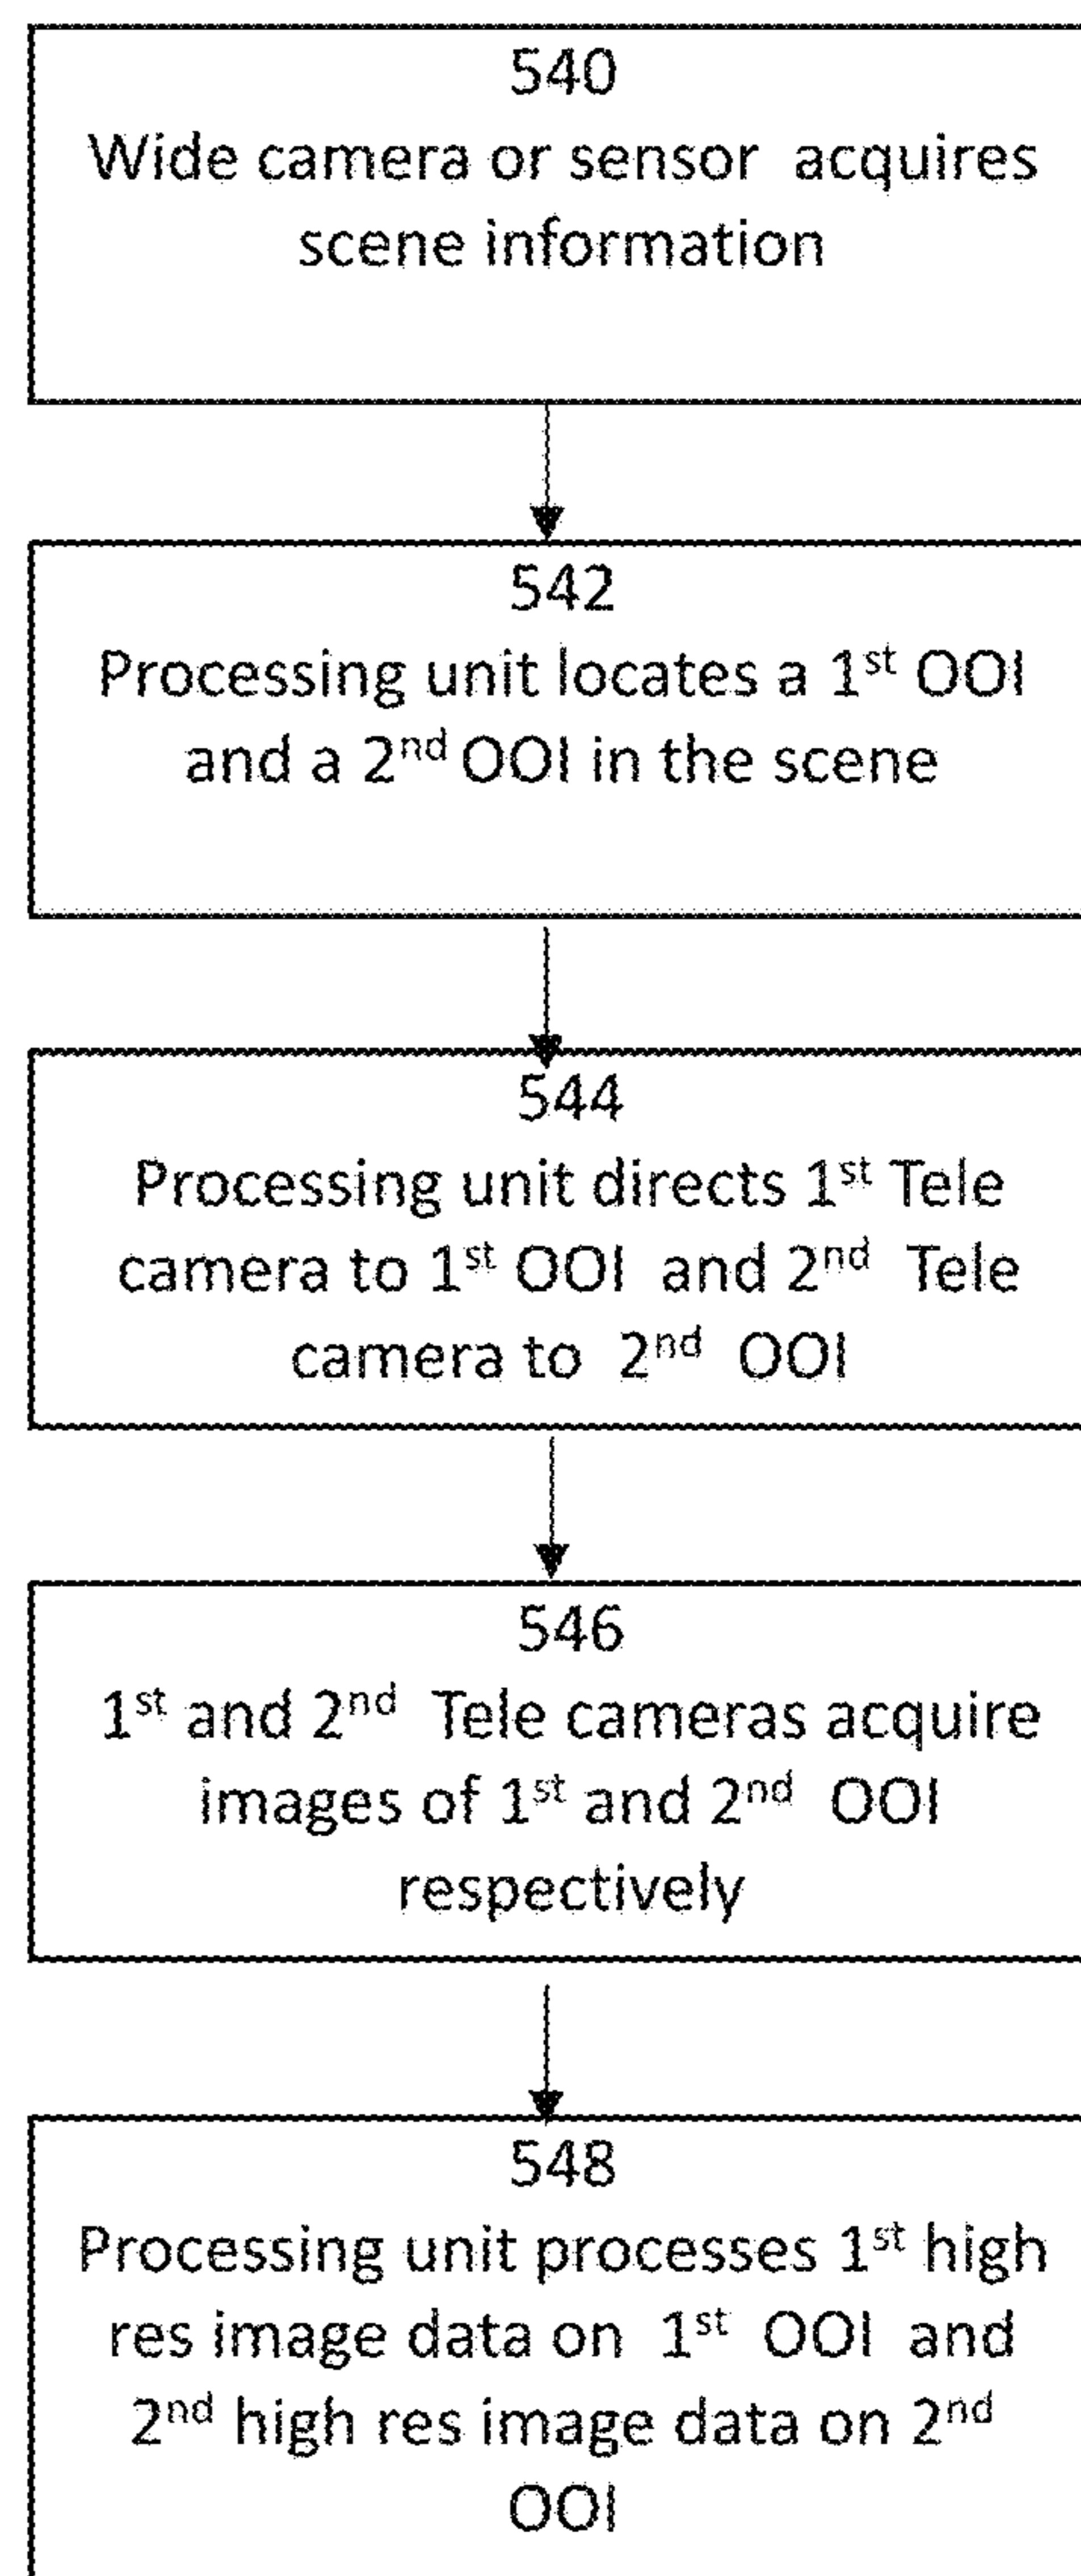 540
Wide camera or sensor acquires
scene information
542
Processing unit locates a 1st OOI
and a 2nd OOI in the scene
544
Processing unit directs 1st Tele
camera to 1st OOI and 2nd Tele
camera to 2nd OOI
546
1st and 2nd Tele cameras acquire
images of 1st and 2nd OOI
respectively
548
Processing unit processes 1st high
res image data on 1st OOI and
2nd high res image data on 2nd
OOI